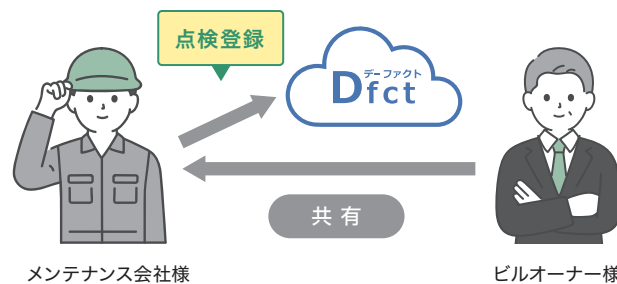 点検登録
データファクト
Dfct
共有
メンテナンス会社様
ビルオーナー様